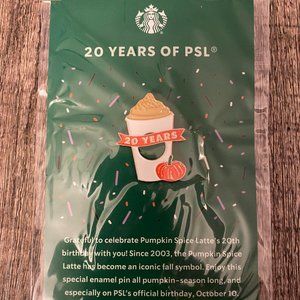 20 YEARS OF PSL®
20 YEARS
Grateful to celebrate Pumpkin Spice Latte's 20th
birthday with you! Since 2003, the Pumpkin Spice
Latte has become an iconic fall symbol. Enjoy this
special enamel pin all pumpkin-season long, and
especially on PSL's official birthday, October 10.